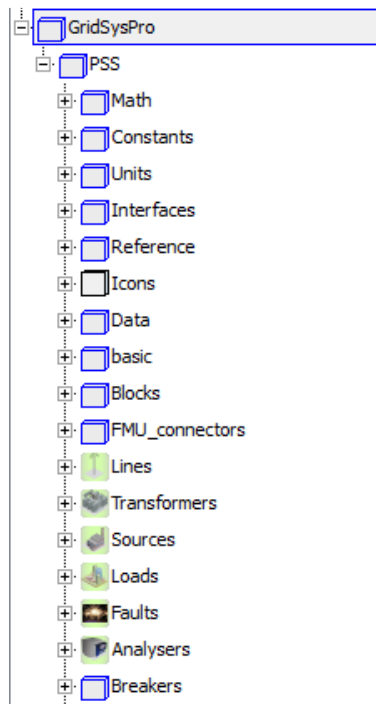 GridSysPro
PSS
Math
Constants
Units
Interfaces
Reference
Icons
Data
basic
Blocks
FMU_connectors
Lines
Transformers
Sources
Loads
Faults
Analysers
Breakers